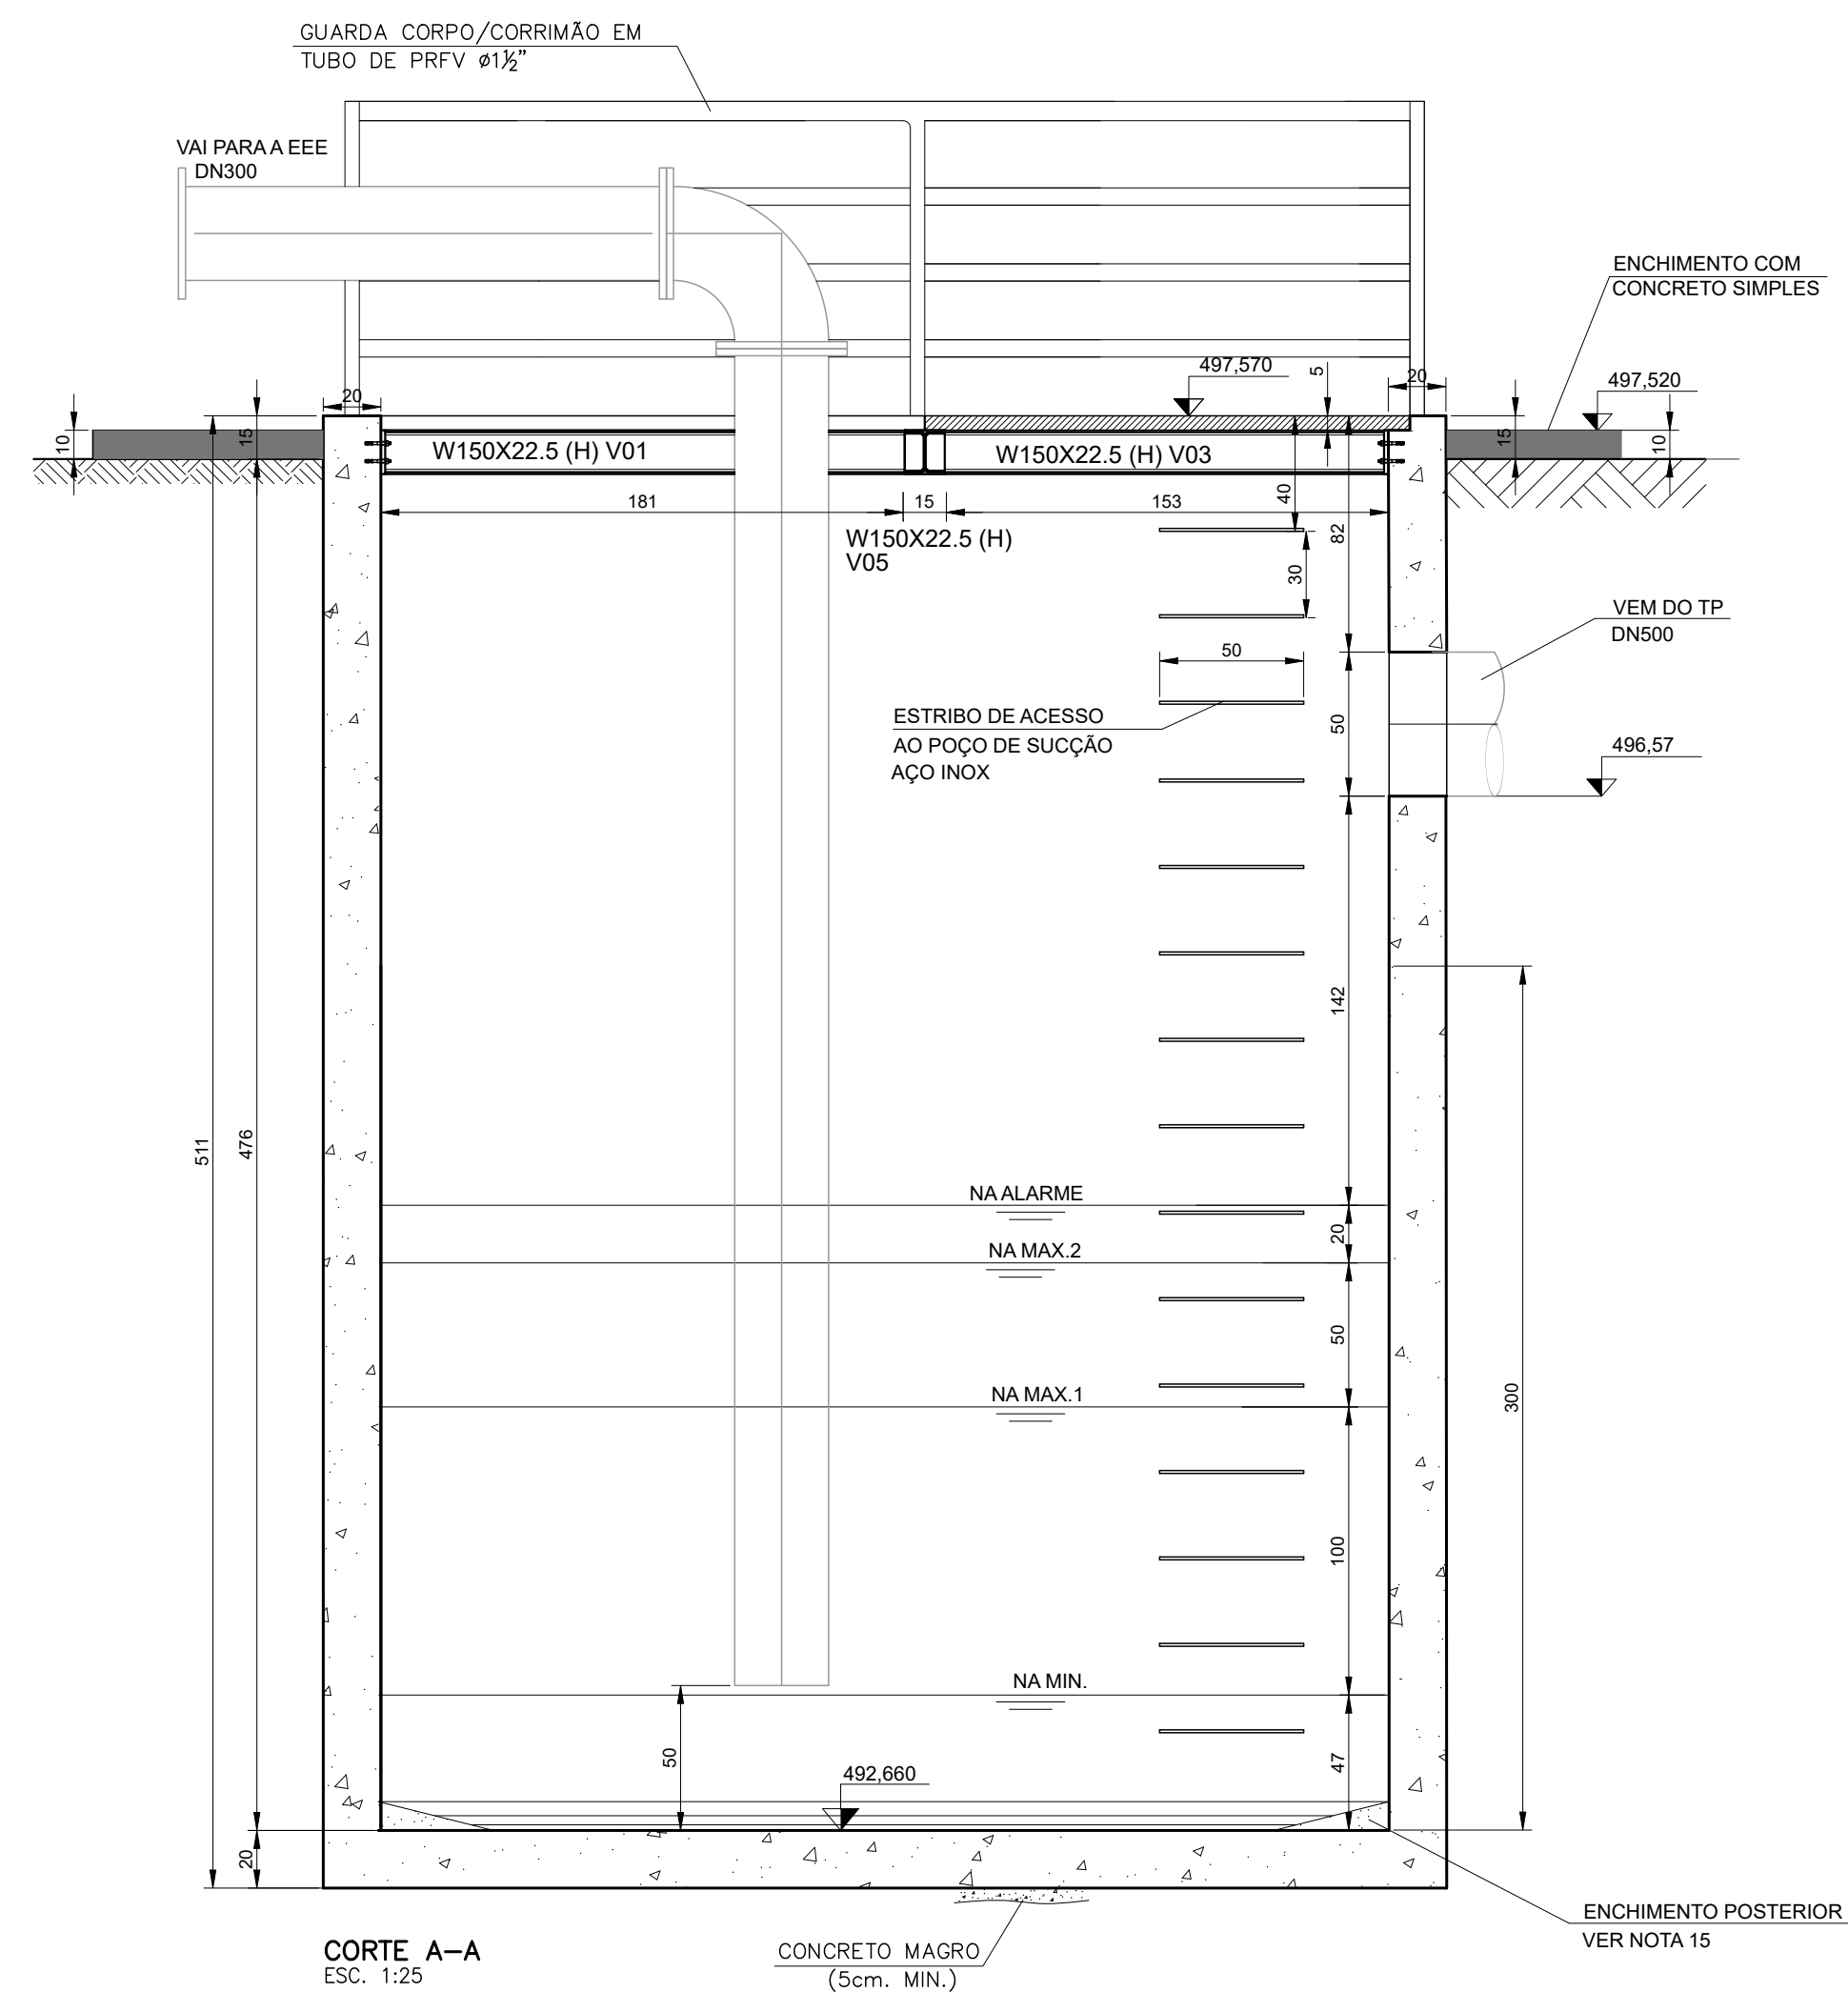 GUARDA CORPO/CORRIMÃO EM
TUBO DE PRFV ø1½"
VAI PARA A EEE
DN300
ENCHIMENTO COM
CONCRETO SIMPLES
497,570
5
20
497,520
20
10
15
15
10
W150X22.5 (H) V01
W150X22.5 (H) V03
181
15
153
40
82
W150X22.5 (H)
V05
30
VEM DO TP
DN500
50
ESTRIBO DE ACESSO
AO POÇO DE SUCÇÃO
AÇO INOX
50
496,57
142
511
476
NA ALARME
20
NA MAX.2
50
NA MAX.1
300
100
NA MIN.
50
47
492,660
20
ENCHIMENTO POSTERIOR
VER NOTA 15
CORTE A-A
ESC. 1:25
CONCRETO MAGRO
(5cm. MIN.)